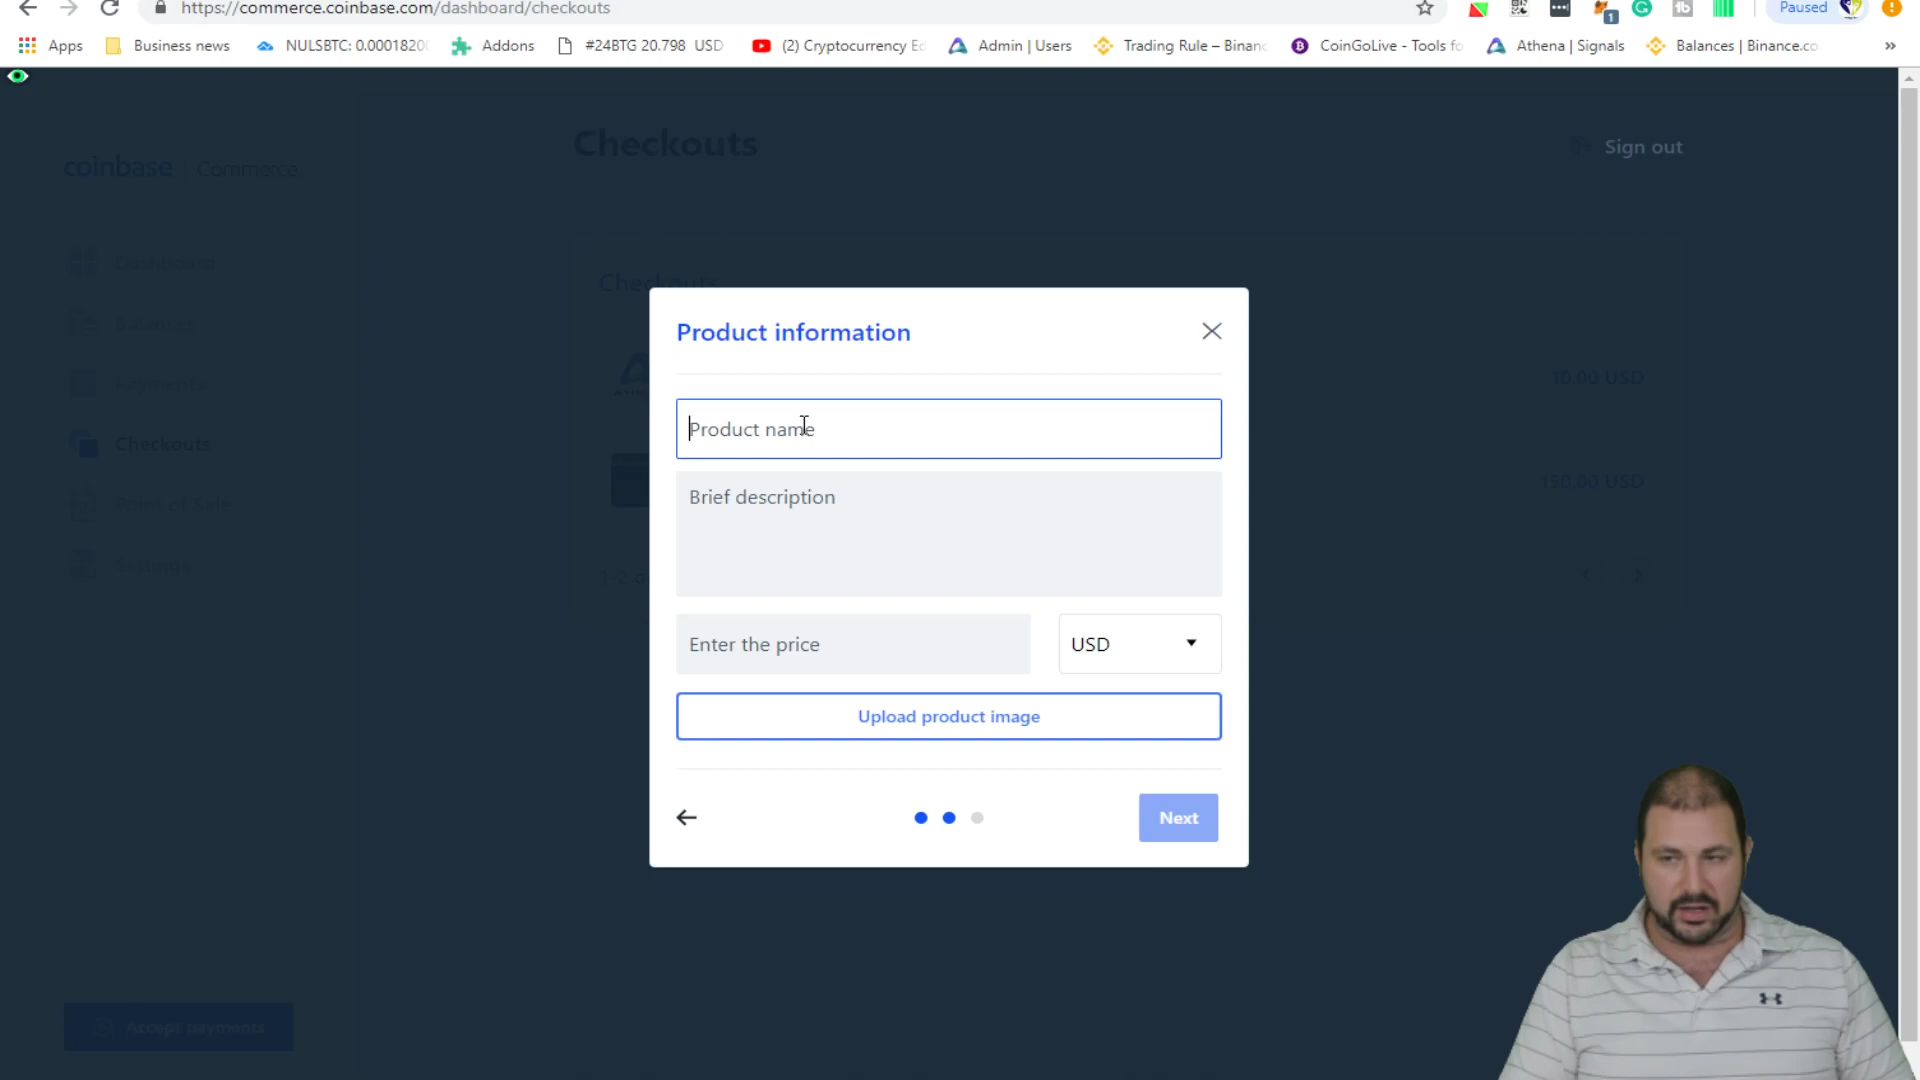 https://commerce.coinbase.com/dashboard/checkouts
Paused
Apps
Business news
NULSBTC: 0.00018200
Addons
#24BTG 20.798 USD
(2) Cryptocurrency Ed
Admin | Users
Trading Rule – Binanc
CoinGoLive - Tools fo
Athena | Signals
Balances | Binance.co
»
Checkouts
Sign out
coinbase | Commerce
Dashboard
Balances
Payments
Checkouts
Point of Sale
Settings
Accept payments
Checkouts
10.00 USD
150.00 USD
Product information
Product name
Brief description
Enter the price
USD
Upload product image
Next